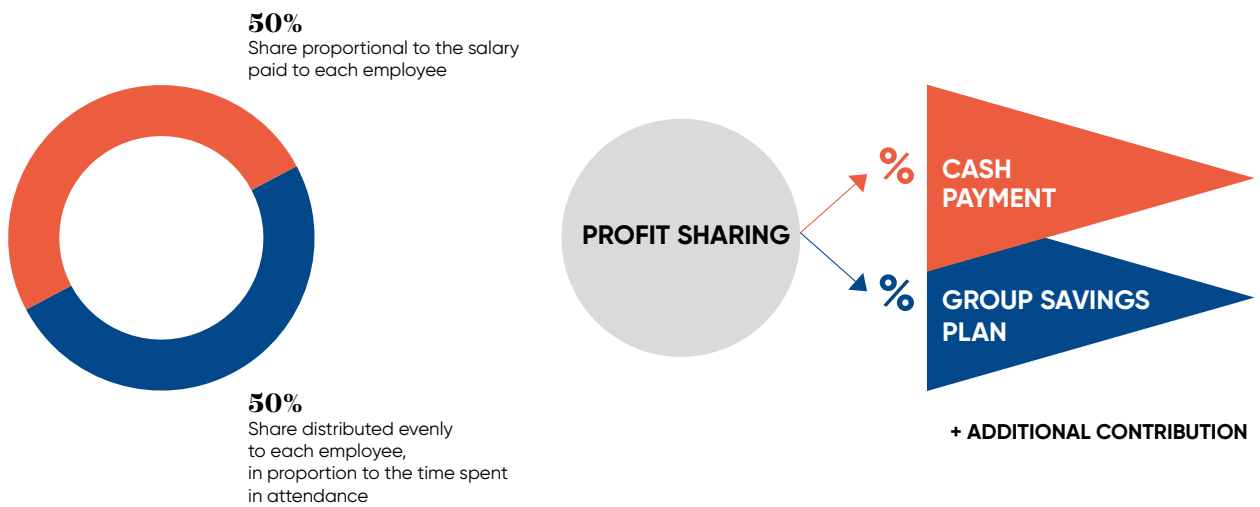 50%
Share proportional to the salary
paid to each employee
50%
Share distributed evenly
to each employee,
in proportion to the time spent
in attendance
PROFIT SHARING
%
CASH
PAYMENT
%
GROUP SAVINGS
PLAN
+ ADDITIONAL CONTRIBUTION